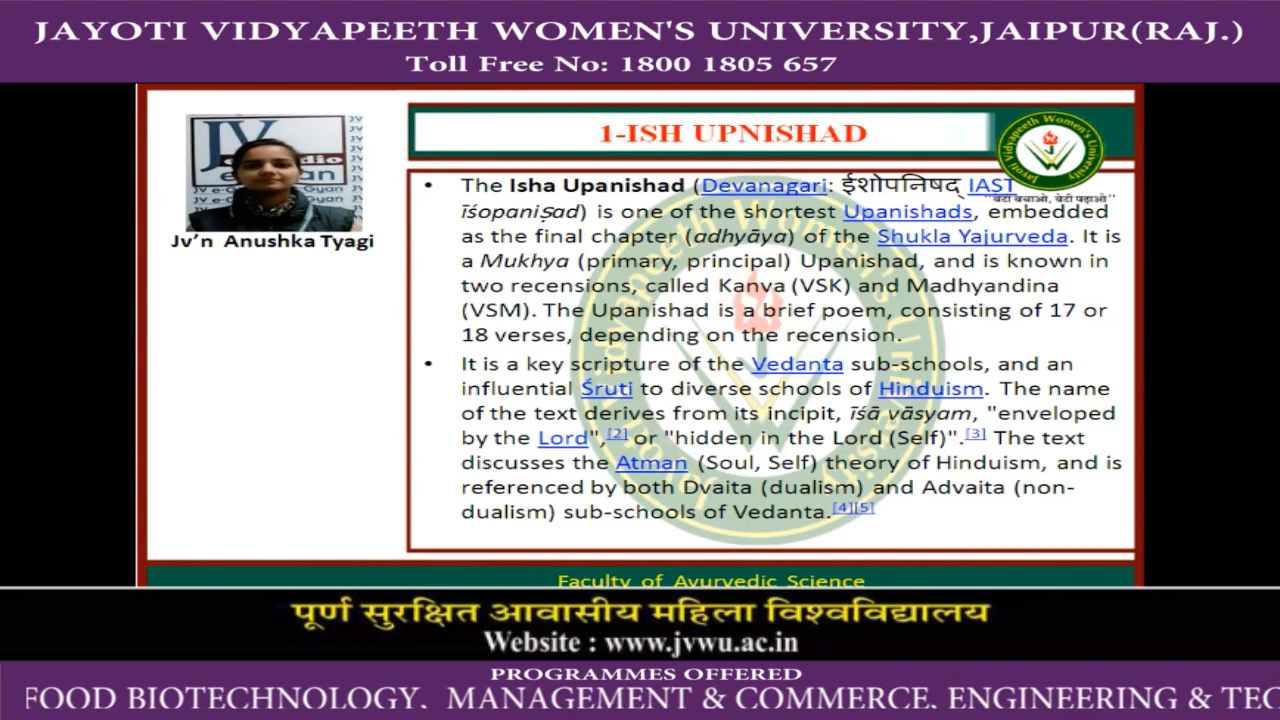 JAYOTI VIDYAPEETH WOMEN'S UNIVERSITY,JAIPUR(RAJ.)
Toll Free No: 1800 1805 657
1-ISH UPNISHAD
Jayoti Vidyapeeth Women's University
"बेटी बचाओ, बेटी पढ़ाओ"
Jv'n Anushka Tyagi
• The Isha Upanishad (Devanagari: ईशोपनिषद् IAST
īśopaniṣad) is one of the shortest Upanishads, embedded
as the final chapter (adhyāya) of the Shukla Yajurveda. It is
a Mukhya (primary, principal) Upanishad, and is known in
two recensions, called Kanva (VSK) and Madhyandina
(VSM). The Upanishad is a brief poem, consisting of 17 or
18 verses, depending on the recension.
• It is a key scripture of the Vedanta sub-schools, and an
influential Śruti to diverse schools of Hinduism. The name
of the text derives from its incipit, īśā vāsyam, "enveloped
by the Lord",[2] or "hidden in the Lord (Self)".[3] The text
discusses the Atman (Soul, Self) theory of Hinduism, and is
referenced by both Dvaita (dualism) and Advaita (non-
dualism) sub-schools of Vedanta.[4][5]
Faculty of Ayurvedic Science
पूर्ण सुरक्षित आवासीय महिला विश्वविद्यालय
Website : www.jvwu.ac.in
PROGRAMMES OFFERED
FOOD BIOTECHNOLOGY. MANAGEMENT & COMMERCE. ENGINEERING & TEC